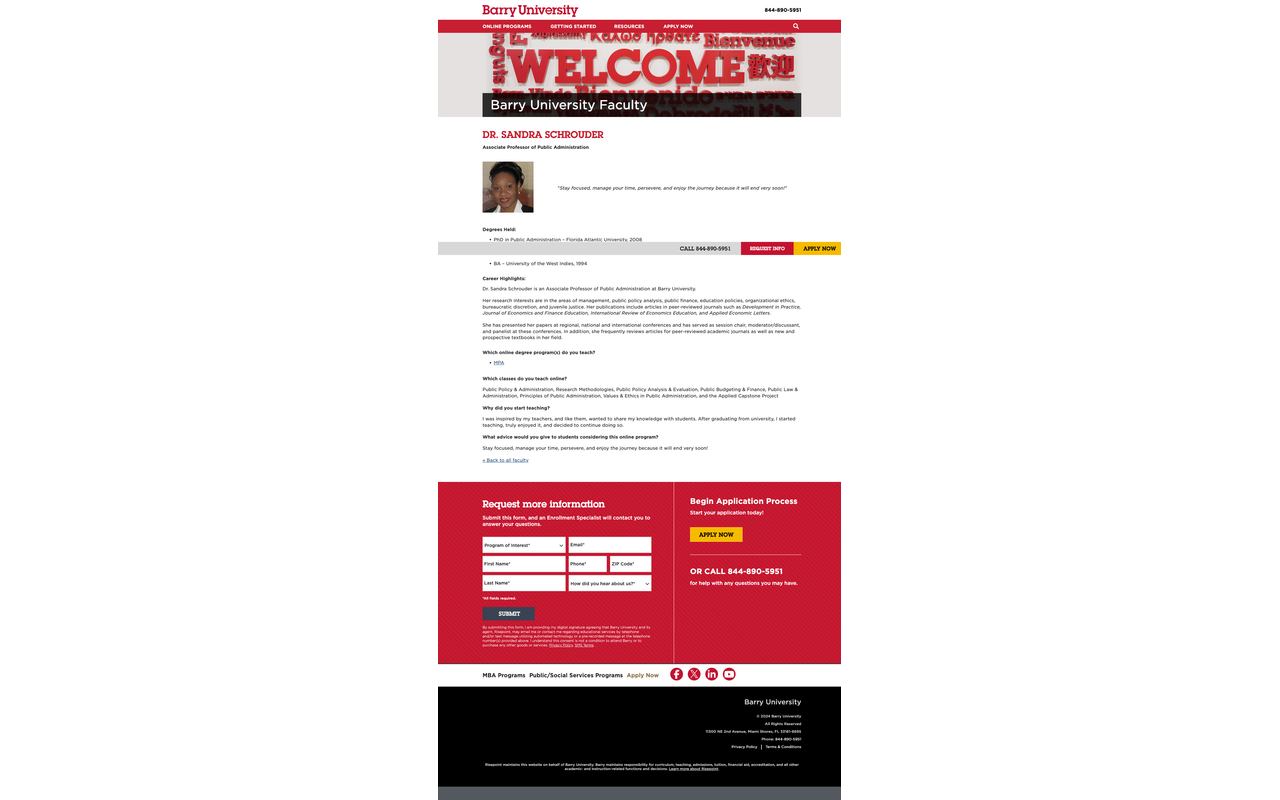 Barry University
844-890-5951
ONLINE PROGRAMS GETTING STARTED RESOURCES APPLY NOW
Bienvenue
WELCOME
歓迎
Bienvenido
Barry University Faculty
DR. SANDRA SCHROUDER
Associate Professor of Public Administration
"Stay focused, manage your time, persevere, and enjoy the journey because it will end very soon!"
Degrees Held:
• PhD in Public Administration – Florida Atlantic University, 2008
CALL 844-890-5951 REQUEST INFO APPLY NOW
• BA – University of the West Indies, 1994
Career Highlights:
Dr. Sandra Schrouder is an Associate Professor of Public Administration at Barry University.
Her research interests are in the areas of management, public policy analysis, public finance, education policies, organizational ethics,
bureaucratic discretion, and juvenile justice. Her publications include articles in peer-reviewed journals such as Development in Practice,
Journal of Economics and Finance Education, International Review of Economics Education, and Applied Economic Letters.
She has presented her papers at regional, national and international conferences and has served as session chair, moderator/discussant,
and panelist at these conferences. In addition, she frequently reviews articles for peer-reviewed academic journals as well as new and
prospective textbooks in her field.
Which online degree program(s) do you teach?
• MPA
Which classes do you teach online?
Public Policy & Administration, Research Methodologies, Public Policy Analysis & Evaluation, Public Budgeting & Finance, Public Law &
Administration, Principles of Public Administration, Values & Ethics in Public Administration, and the Applied Capstone Project
Why did you start teaching?
I was inspired by my teachers, and like them, wanted to share my knowledge with students. After graduating from university, I started
teaching, truly enjoyed it, and decided to continue doing so.
What advice would you give to students considering this online program?
Stay focused, manage your time, persevere, and enjoy the journey because it will end very soon!
« Back to all faculty
Request more information
Submit this form, and an Enrollment Specialist will contact you to
answer your questions.
Program of Interest* Email*
First Name* Phone* ZIP Code*
Last Name* How did you hear about us?*
*All fields required.
SUBMIT
By submitting this form, I am providing my digital signature agreeing that Barry University and its
agent, Risepoint, may email me or contact me regarding educational services by telephone
and/or text message utilizing automated technology or a pre-recorded message at the telephone
number(s) provided above. I understand this consent is not a condition to attend Barry or to
purchase any other goods or services. Privacy Policy. SMS Terms.
Begin Application Process
Start your application today!
APPLY NOW
OR CALL 844-890-5951
for help with any questions you may have.
MBA Programs Public/Social Services Programs Apply Now
Barry University
© 2024 Barry University
All Rights Reserved
11300 NE 2nd Avenue, Miami Shores, FL 33161-6695
Phone: 844-890-5951
Privacy Policy | Terms & Conditions
Risepoint maintains this website on behalf of Barry University. Barry maintains responsibility for curriculum, teaching, admissions, tuition, financial aid, accreditation, and all other
academic- and instruction-related functions and decisions. Learn more about Risepoint.